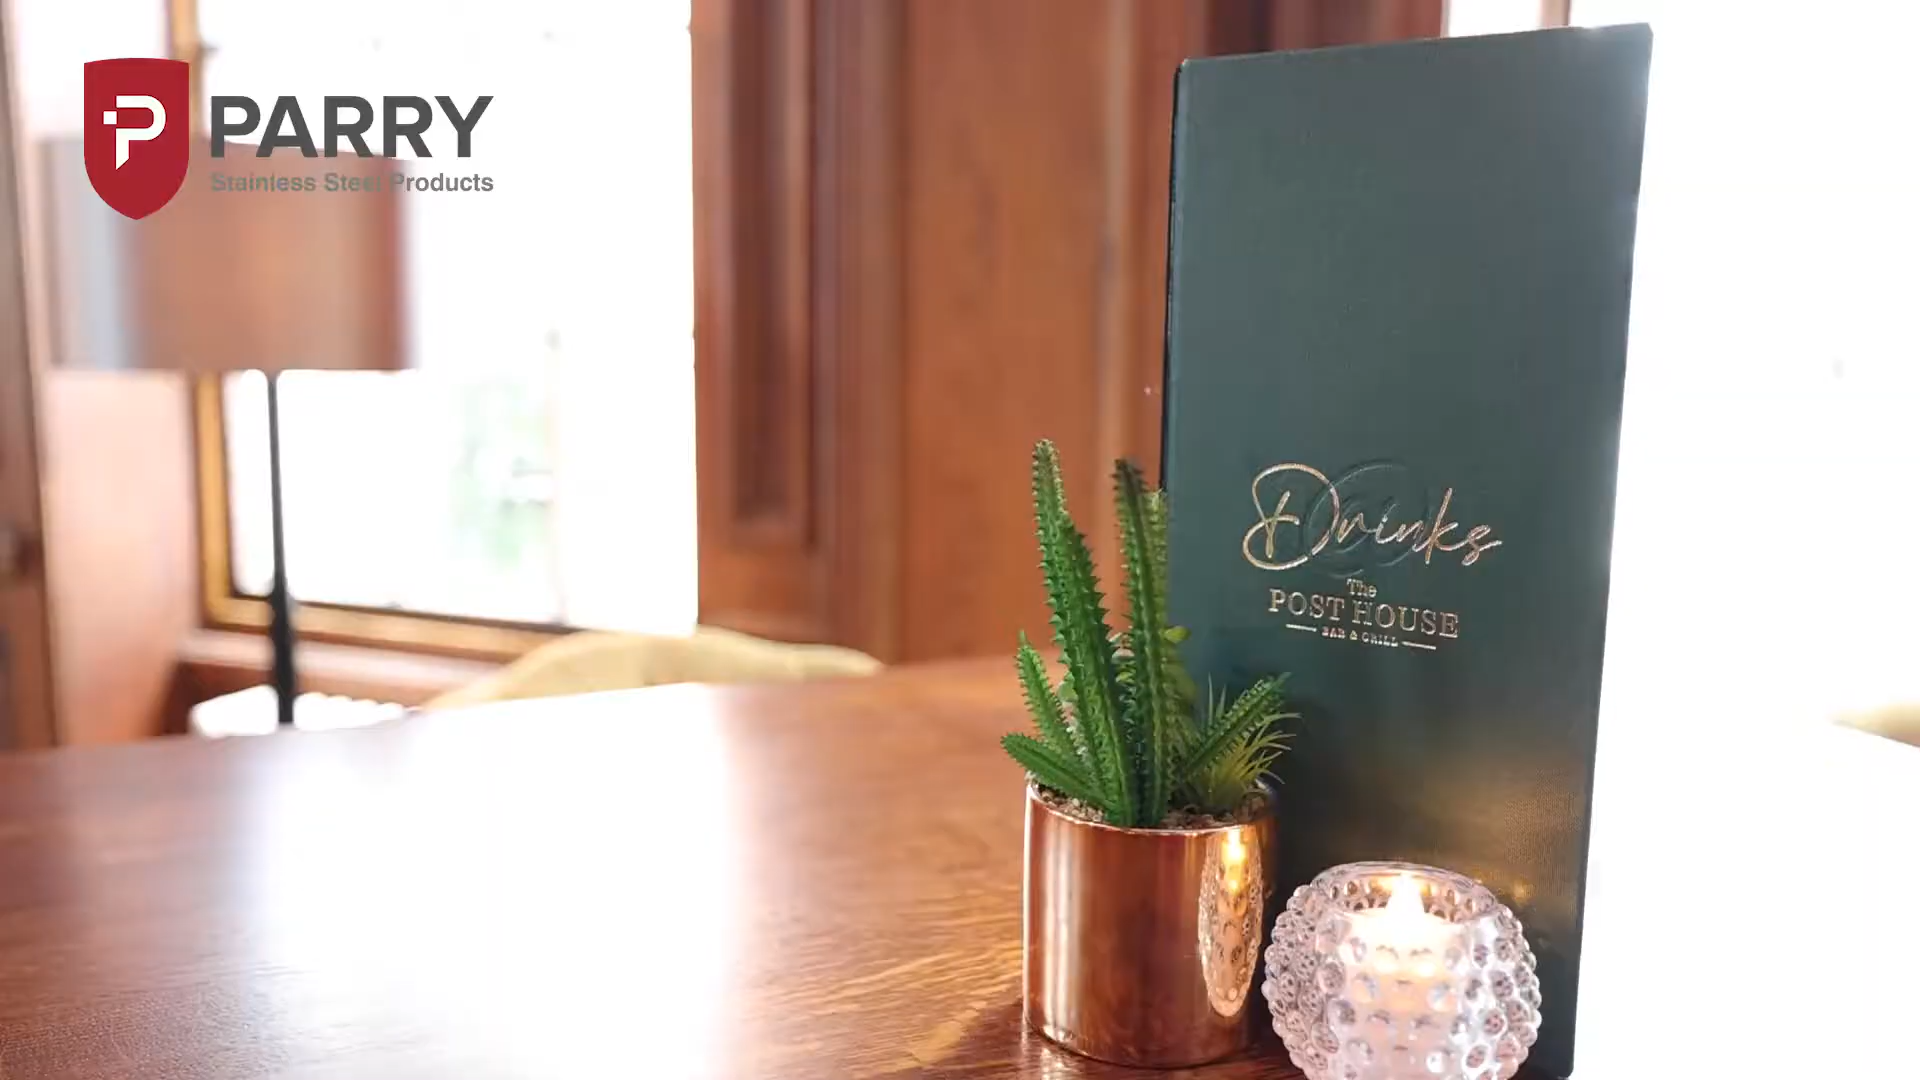 PARRY
Stainless Steel Products
Drinks
The
POST HOUSE
BAR & GRILL